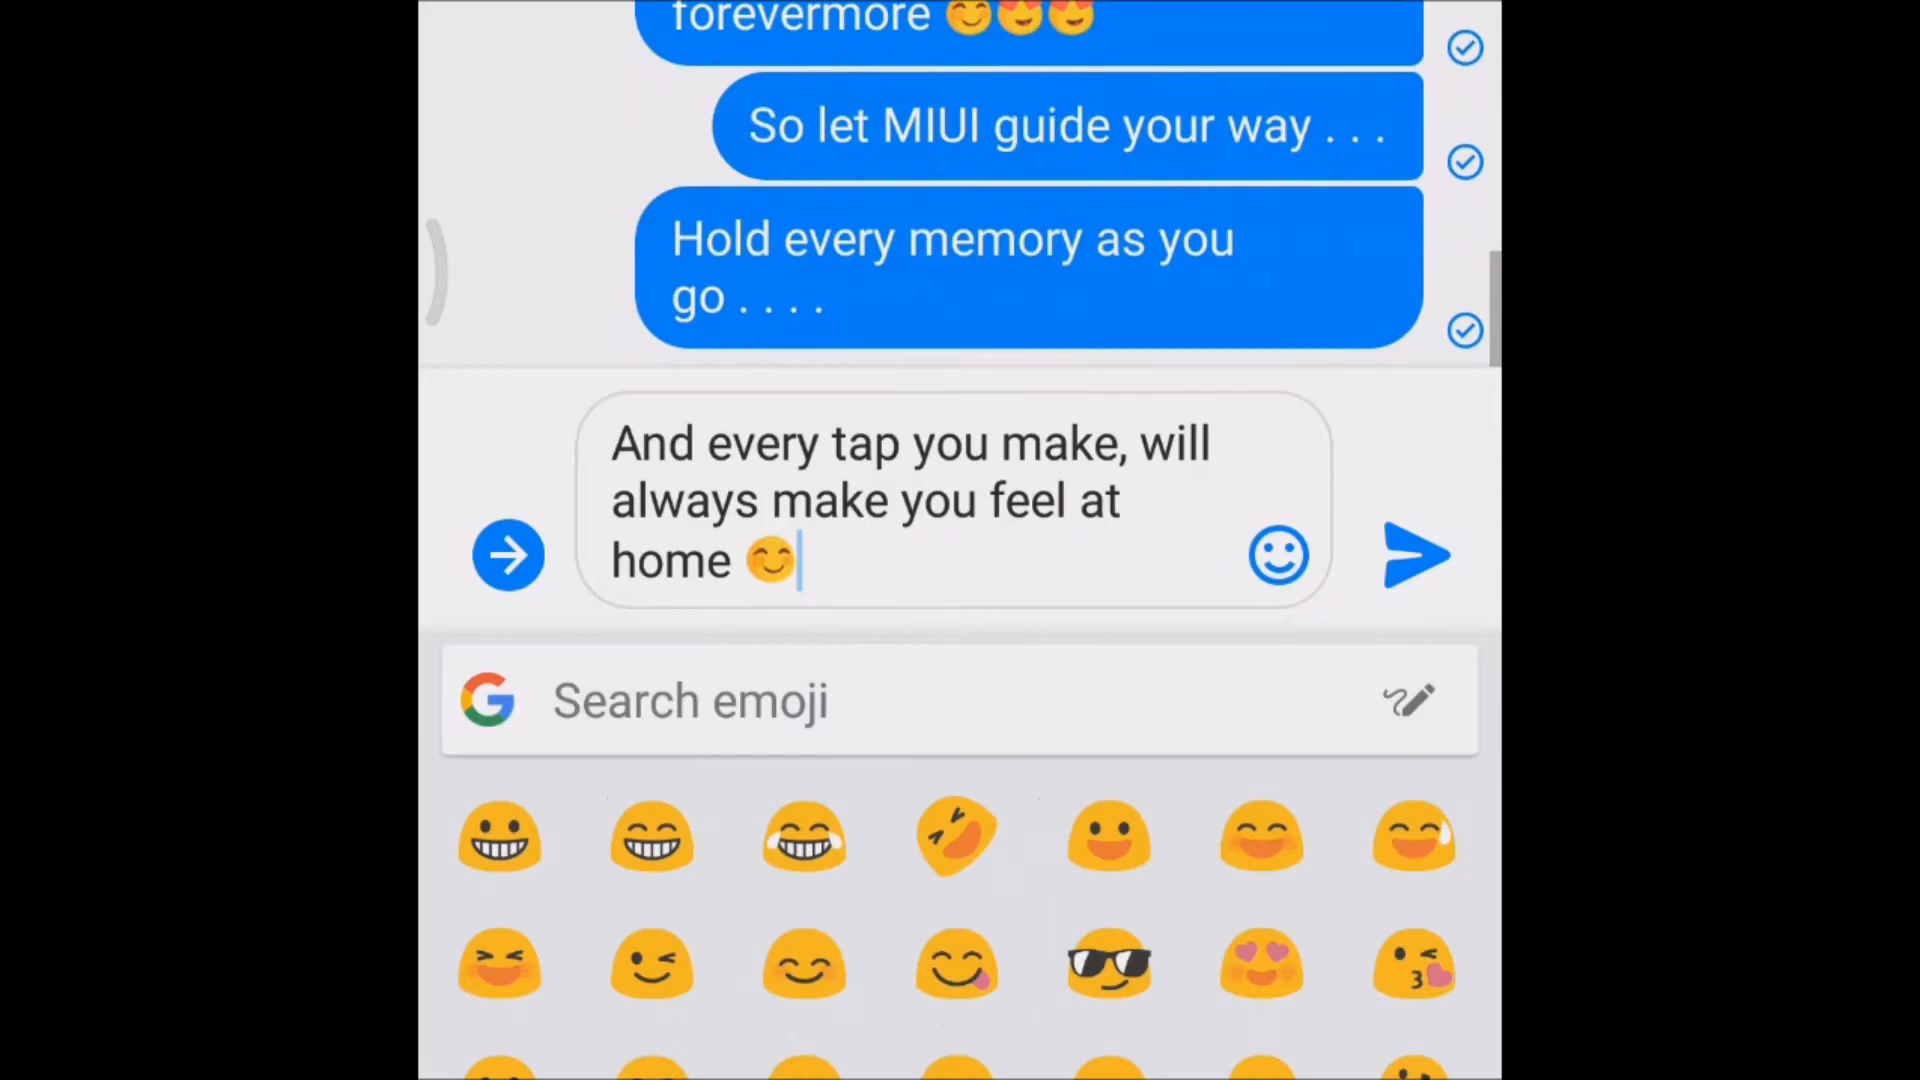 forevermore 😊😍😍
So let MIUI guide your way . . .
Hold every memory as you
go . . . .
And every tap you make, will
always make you feel at
home 😊
Search emoji